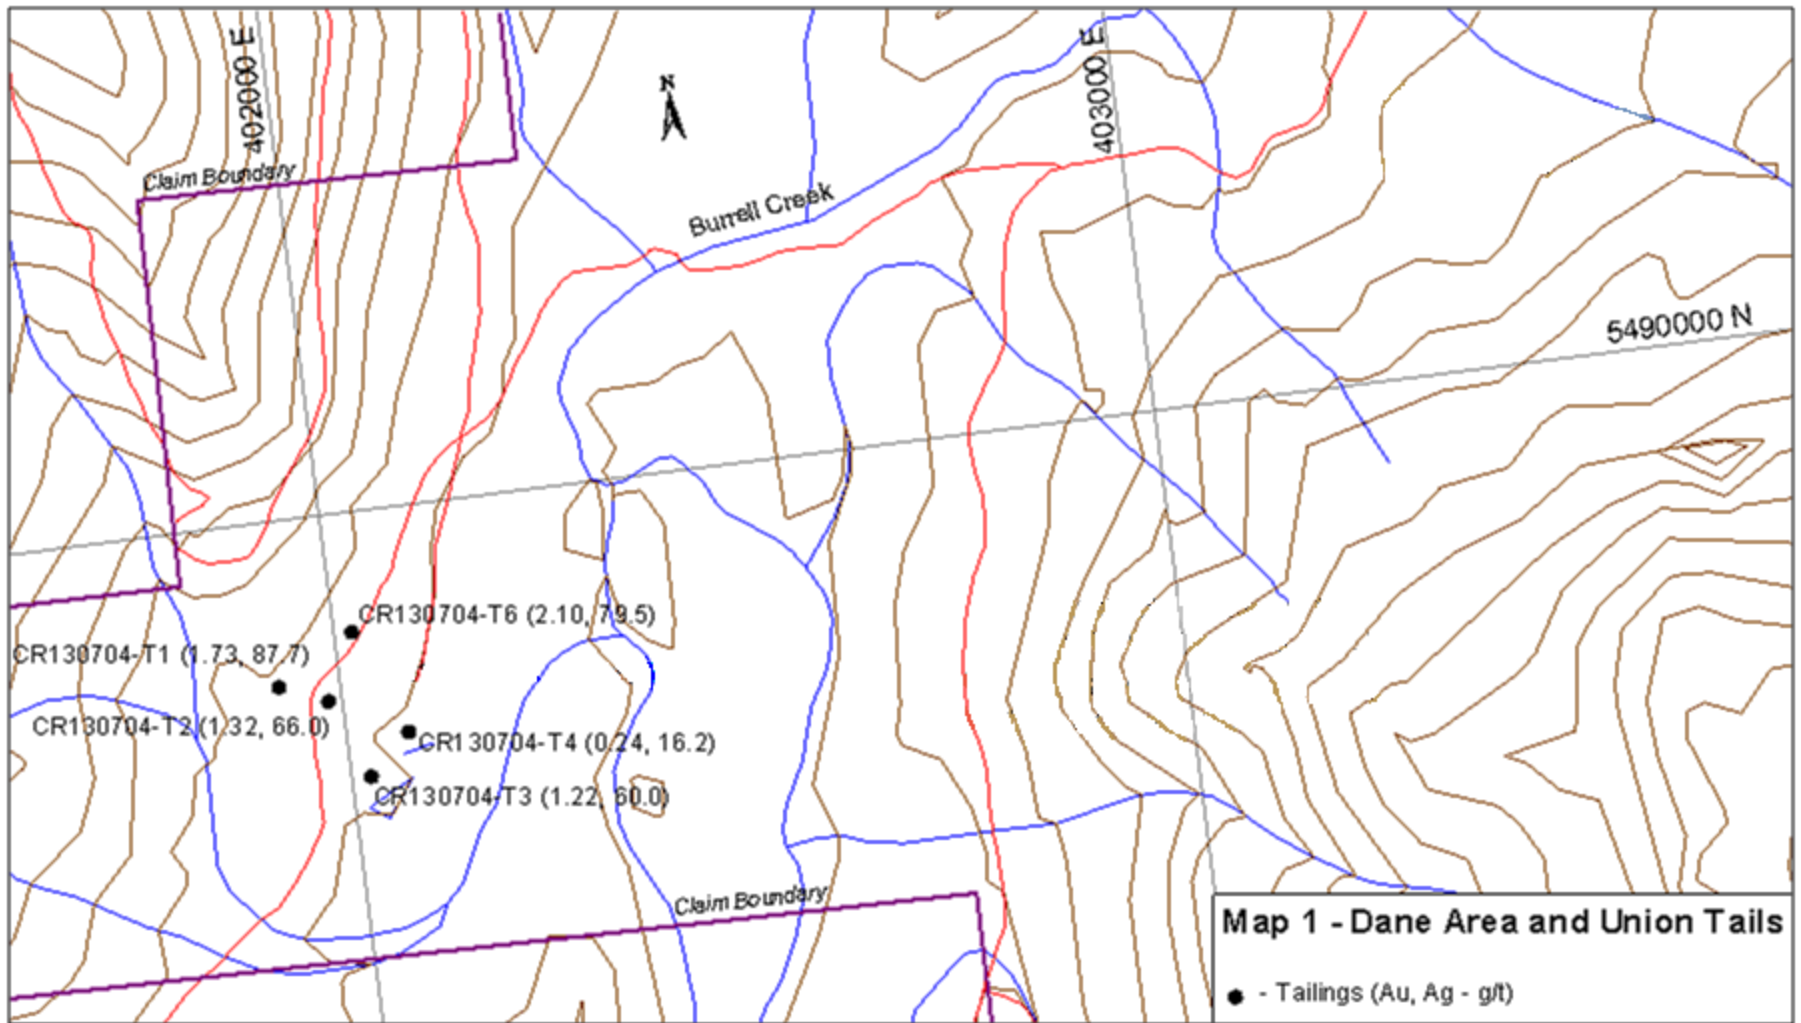 402000 E
403000 E
N
Claim Boundary
Burrell Creek
5490000 N
CR130704-T6 (2.10, 79.5)
CR130704-T1 (1.73, 87.7)
CR130704-T2 (1.32, 66.0)
CR130704-T4 (0.24, 16.2)
CR130704-T3 (1.22, 60.0)
Claim Boundary
Map 1 - Dane Area and Union Tails
- Tailings (Au, Ag - g/t)